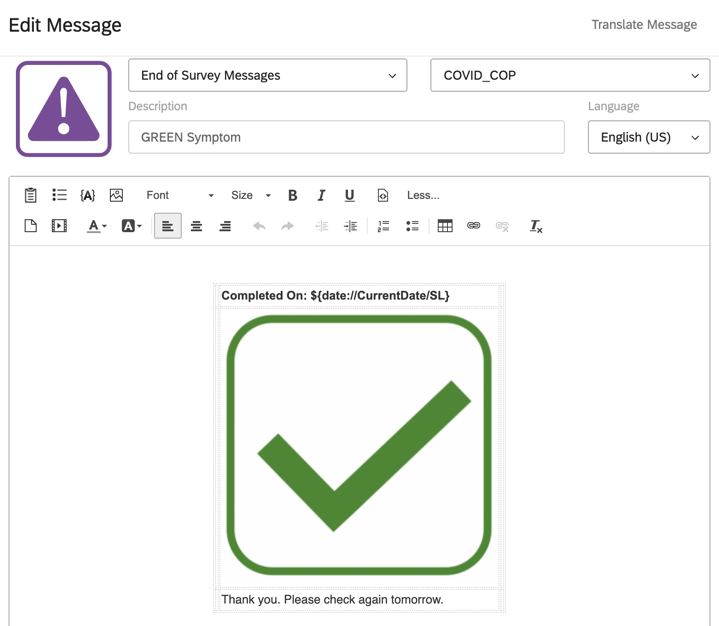 Edit Message
Translate Message
End of Survey Messages
COVID_COP
Description
Language
GREEN Symptom
English (US)
{A}
Font
Size
B
I
U
Less...
A
A
Completed On: ${date://CurrentDate/SL}
Thank you. Please check again tomorrow.